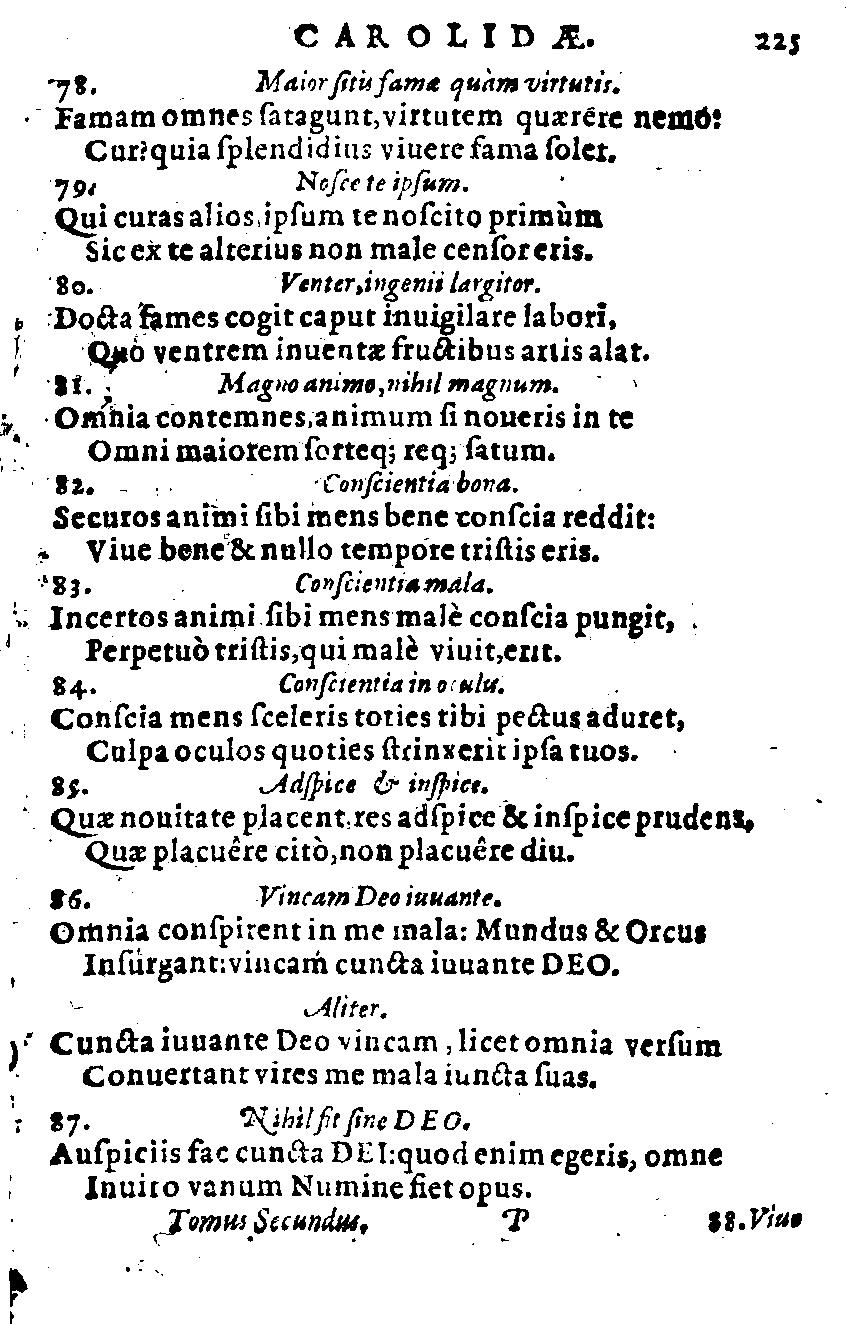 CAROLIDÆ. 225
78. Maior ſitis famæ quàm virtutis.
Famam omnes ſatagunt, virtutem quærêre nemo:
Cur? quia ſplendidius viuere fama ſolet.
79. Noſce te ipſum.
Qui curas alios, ipſum te noſcito primùm
Sic ex te alterius non male cenſor eris.
80. Venter, ingenii largitor.
Docta fames cogit caput inuigilare labori,
Quò ventrem inuentæ fructibus artis alat.
81. Magno animo, nihil magnum.
Omnia contemnes, animum ſi noueris in te
Omni maiorem ſorteq; req; ſatum.
82. Conſcientia bona.
Securos animi ſibi mens bene conſcia reddit:
Viue bene & nullo tempore triſtis eris.
83. Conſcientia mala.
Incertos animi ſibi mens malè conſcia pungit,
Perpetuò triſtis, qui malè viuit, erit.
84. Conſcientia in oculis.
Conſcia mens ſceleris toties tibi pectus aduret,
Culpa oculos quoties ſtrinxerit ipſa tuos.
85. Adſpice & inſpice.
Quæ nouitate placent, res adſpice & inſpice prudens,
Quæ placuêre citò, non placuêre diu.
86. Vincam Deo iuuante.
Omnia conſpirent in me mala: Mundus & Orcus
Inſurgant: vincam cuncta iuuante DEO.
Aliter.
Cuncta iuuante Deo vincam, licet omnia verſum
Conuertant vires me mala iuncta ſuas.
87. Nihil fit ſine DEO.
Auſpiciis fac cuncta DEI: quod enim egeris, omne
Inuito vanum Numine fiet opus.
Tomus Secundus. P 88. Viue